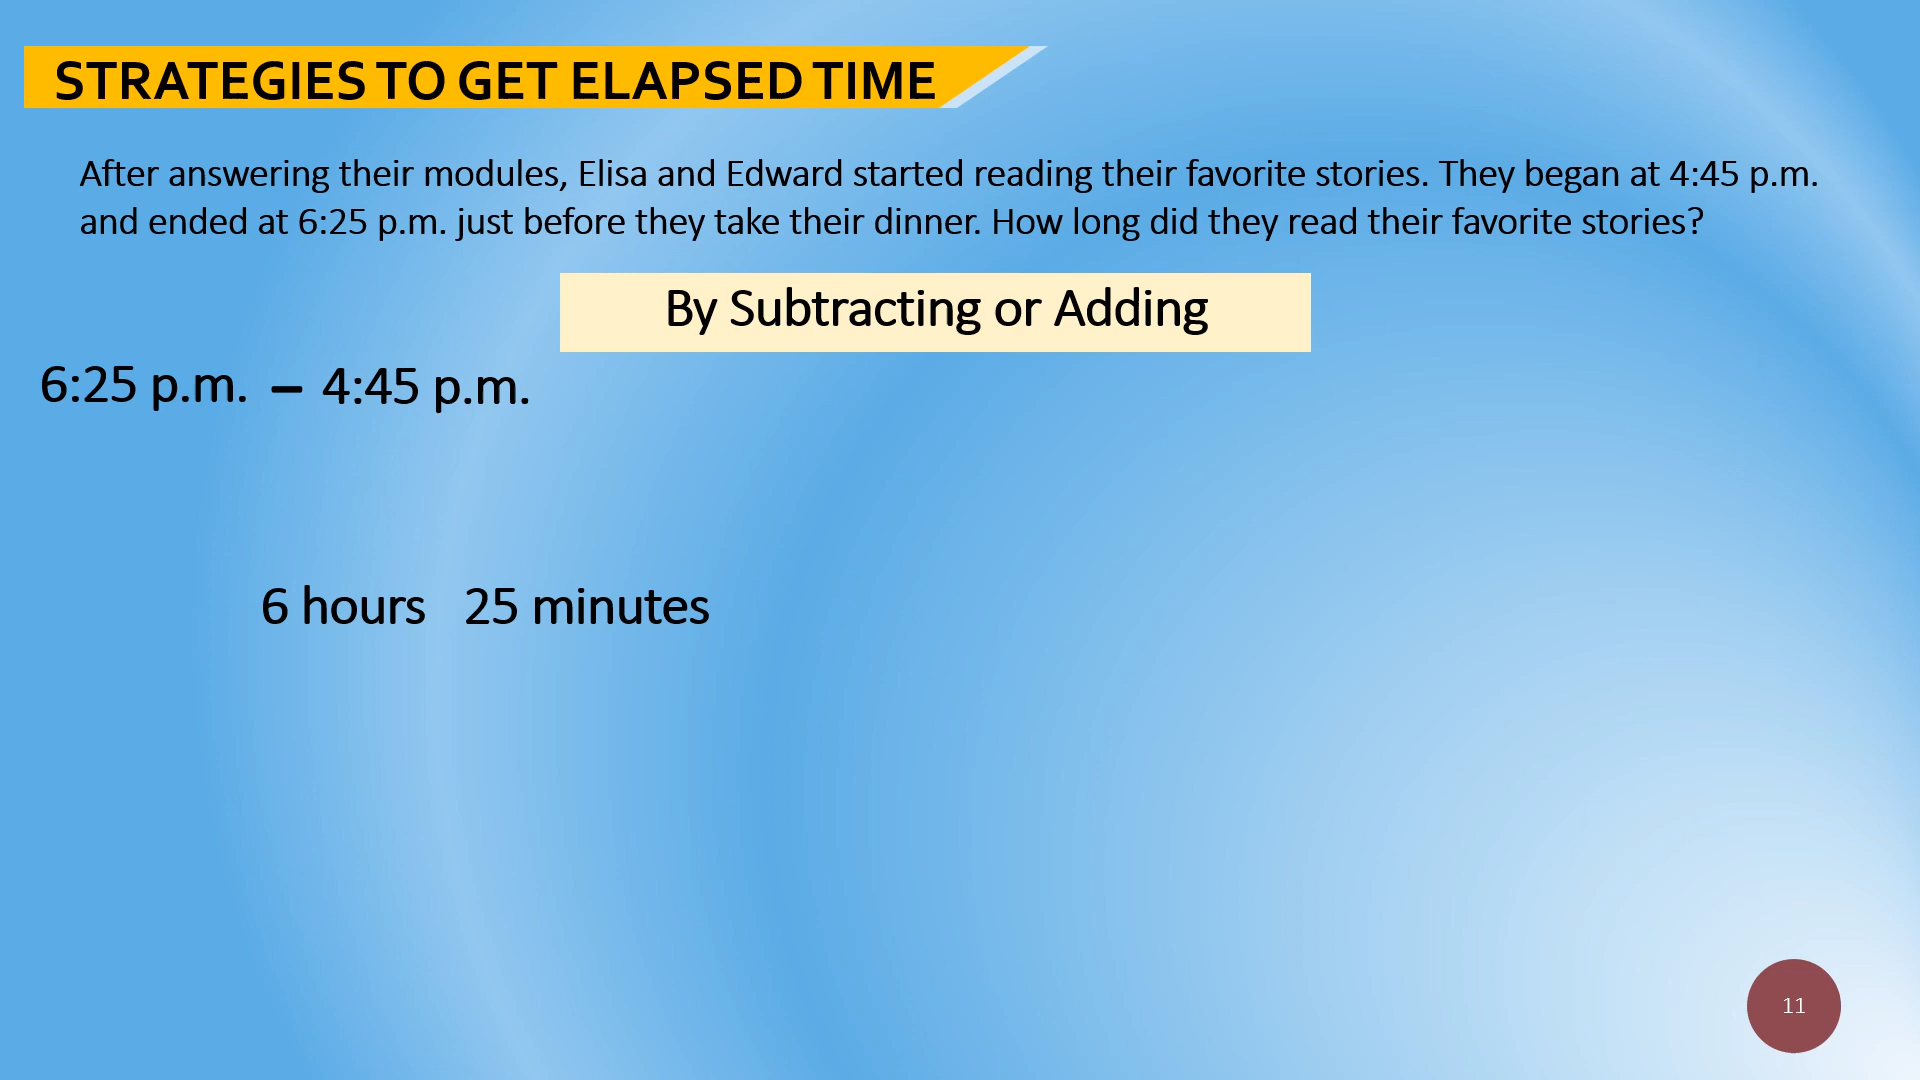 STRATEGIES TO GET ELAPSED TIME
After answering their modules, Elisa and Edward started reading their favorite stories. They began at 4:45 p.m.
and ended at 6:25 p.m. just before they take their dinner. How long did they read their favorite stories?
By Subtracting or Adding
6:25 p.m. – 4:45 p.m.
6 hours 25 minutes
11